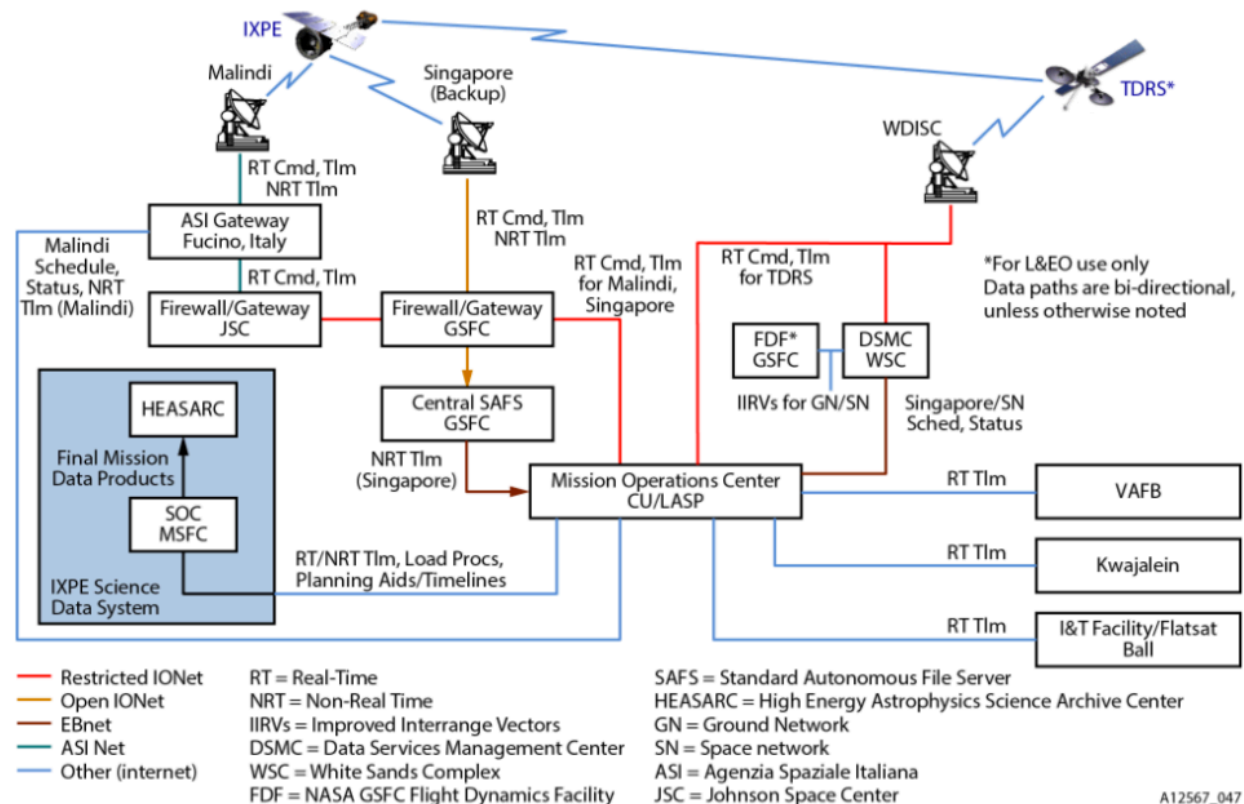 IXPE
Malindi
Singapore
(Backup)
TDRS*
WDISC
RT Cmd, Tlm
NRT Tlm
ASI Gateway
Fucino, Italy
RT Cmd, Tlm
NRT Tlm
Malindi
Schedule,
Status, NRT
Tlm (Malindi)
RT Cmd, Tlm
RT Cmd, Tlm
for Malindi,
Singapore
RT Cmd, Tlm
for TDRS
*For L&EO use only
Data paths are bi-directional,
unless otherwise noted
Firewall/Gateway
JSC
Firewall/Gateway
GSFC
FDF*
GSFC
DSMC
WSC
IIRVs for GN/SN
Singapore/SN
Sched, Status
HEASARC
Central SAFS
GSFC
Final Mission
Data Products
NRT Tlm
(Singapore)
Mission Operations Center
CU/LASP
RT Tlm
VAFB
SOC
MSFC
RT/NRT Tlm, Load Procs,
Planning Aids/Timelines
RT Tlm
Kwajalein
IXPE Science
Data System
RT Tlm
I&T Facility/Flatsat
Ball
Restricted IONet
Open IONet
EBnet
ASI Net
Other (internet)
RT = Real-Time
NRT = Non-Real Time
IIRVs = Improved Interrange Vectors
DSMC = Data Services Management Center
WSC = White Sands Complex
FDF = NASA GSFC Flight Dynamics Facility
SAFS = Standard Autonomous File Server
HEASARC = High Energy Astrophysics Science Archive Center
GN = Ground Network
SN = Space network
ASI = Agenzia Spaziale Italiana
JSC = Johnson Space Center
A12567_047